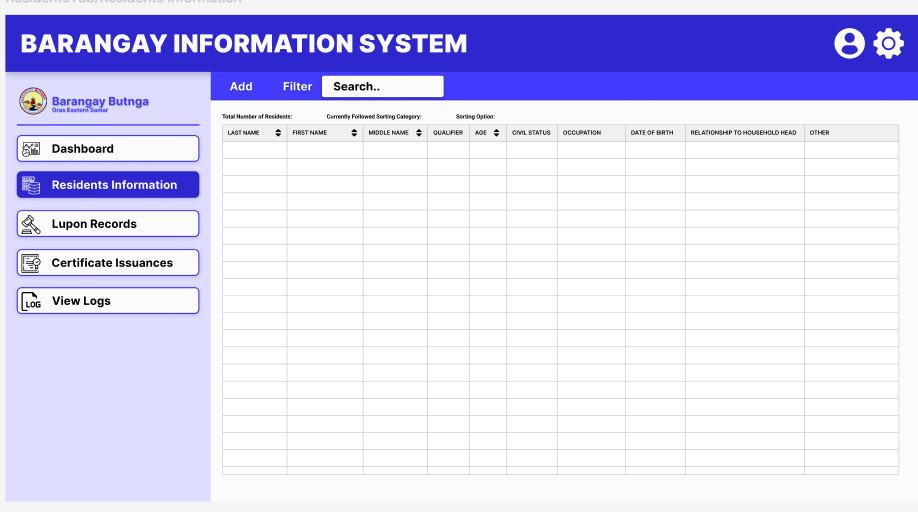 ResidentsTab/Residents Information
BARANGAY INFORMATION SYSTEM
Barangay Butnga
Oras Eastern Samar
Add Filter Search..
Total Number of Residents: Currently Followed Sorting Category: Sorting Option:
LAST NAME FIRST NAME MIDDLE NAME QUALIFIER AGE CIVIL STATUS OCCUPATION DATE OF BIRTH RELATIONSHIP TO HOUSEHOLD HEAD OTHER
Dashboard
Residents Information
Lupon Records
Certificate Issuances
LOG
View Logs